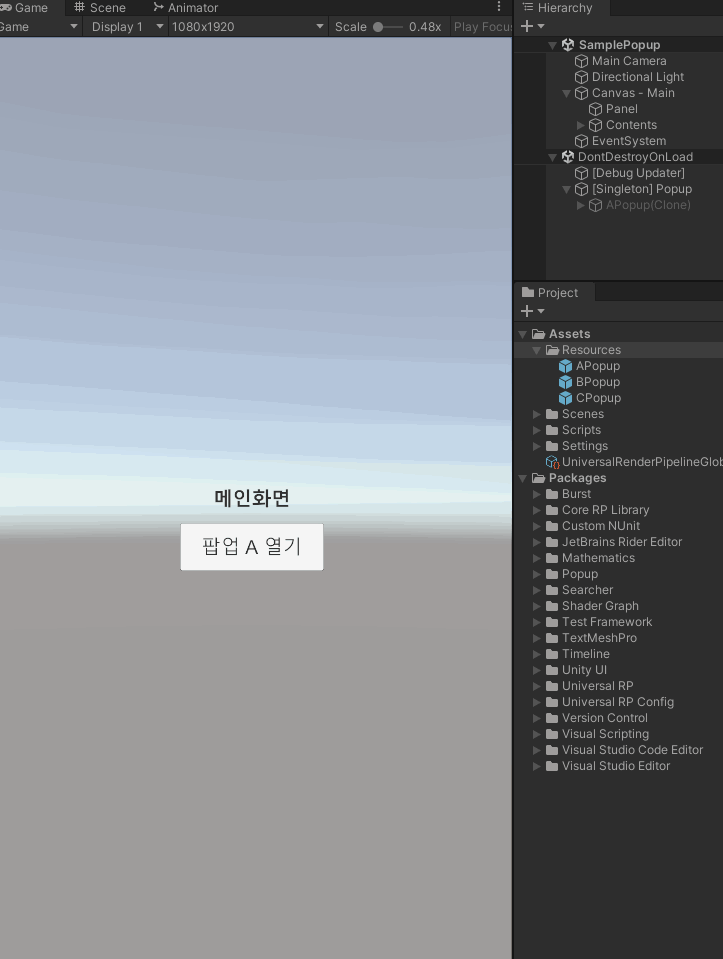 Game
Scene
Animator
Game
Display 1
1080x1920
Scale
0.48x
Play Focus
메인화면
팝업 A 열기
Hierarchy
SamplePopup
Main Camera
Directional Light
Canvas - Main
Panel
Contents
EventSystem
DontDestroyOnLoad
[Debug Updater]
[Singleton] Popup
APopup(Clone)
Project
Assets
Resources
APopup
BPopup
CPopup
Scenes
Scripts
Settings
UniversalRenderPipelineGlob
Packages
Burst
Core RP Library
Custom NUnit
JetBrains Rider Editor
Mathematics
Popup
Searcher
Shader Graph
Test Framework
TextMeshPro
Timeline
Unity UI
Universal RP
Universal RP Config
Version Control
Visual Scripting
Visual Studio Code Editor
Visual Studio Editor